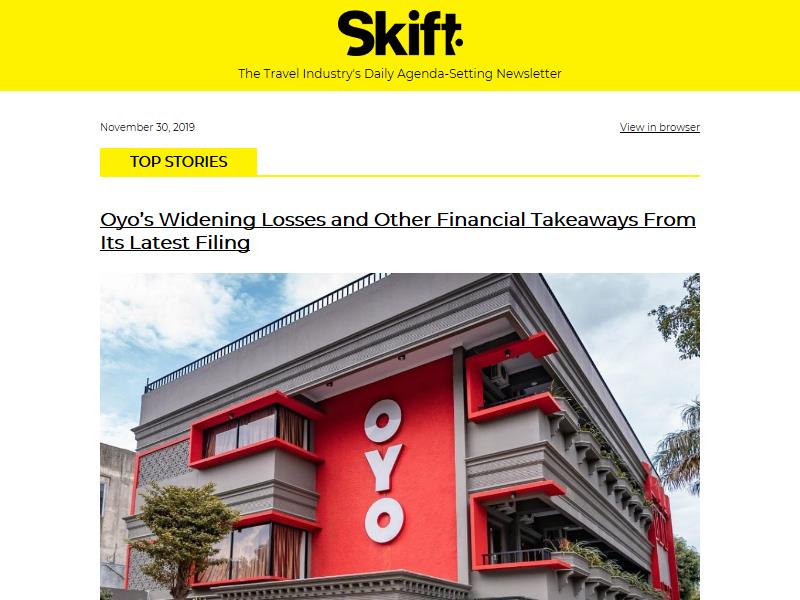 Skift
The Travel Industry's Daily Agenda-Setting Newsletter
November 30, 2019
View in browser
TOP STORIES
Oyo’s Widening Losses and Other Financial Takeaways From
Its Latest Filing
OYO